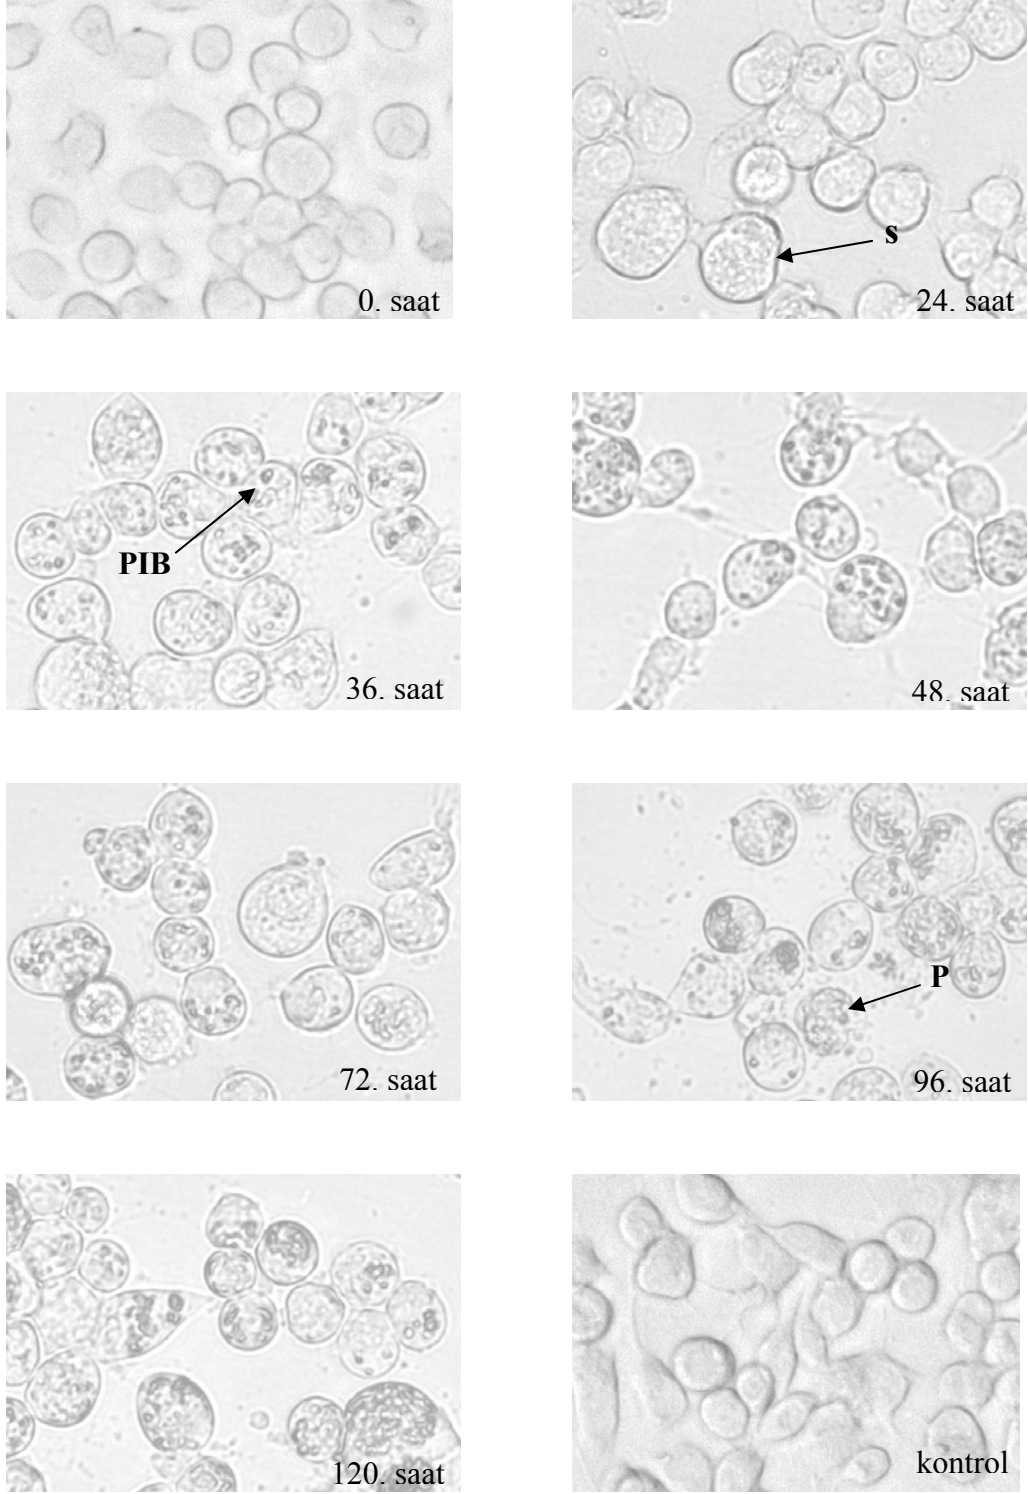 0. saat
s
24. saat
PIB
36. saat
48. saat
72. saat
P
96. saat
120. saat
kontrol